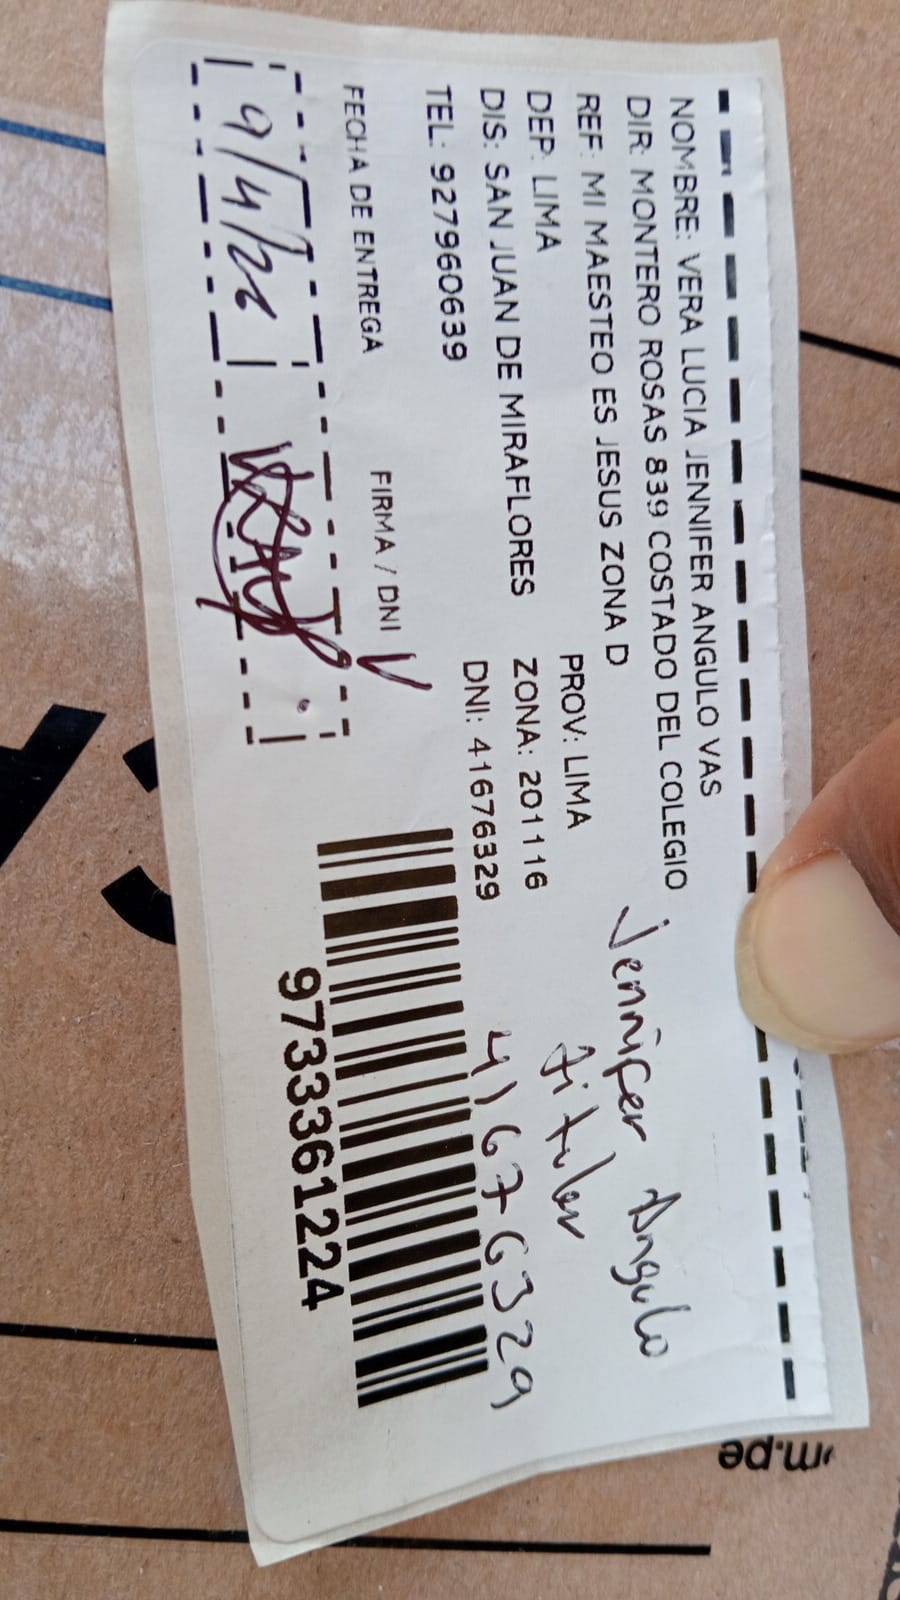 NOMBRE: VERA LUCIA JENNIFER ANGULO VAS
DIR: MONTERO ROSAS 839 COSTADO DEL COLEGIO
REF: MI MAESTEO ES JESUS ZONA D
DEP: LIMA PROV: LIMA
DIS: SAN JUAN DE MIRAFLORES ZONA: 201116
TEL: 927960639 DNI: 41676329
Jennifer Angulo
titular
41676329
FECHA DE ENTREGA FIRMA / DNI
9733361224
m.pe